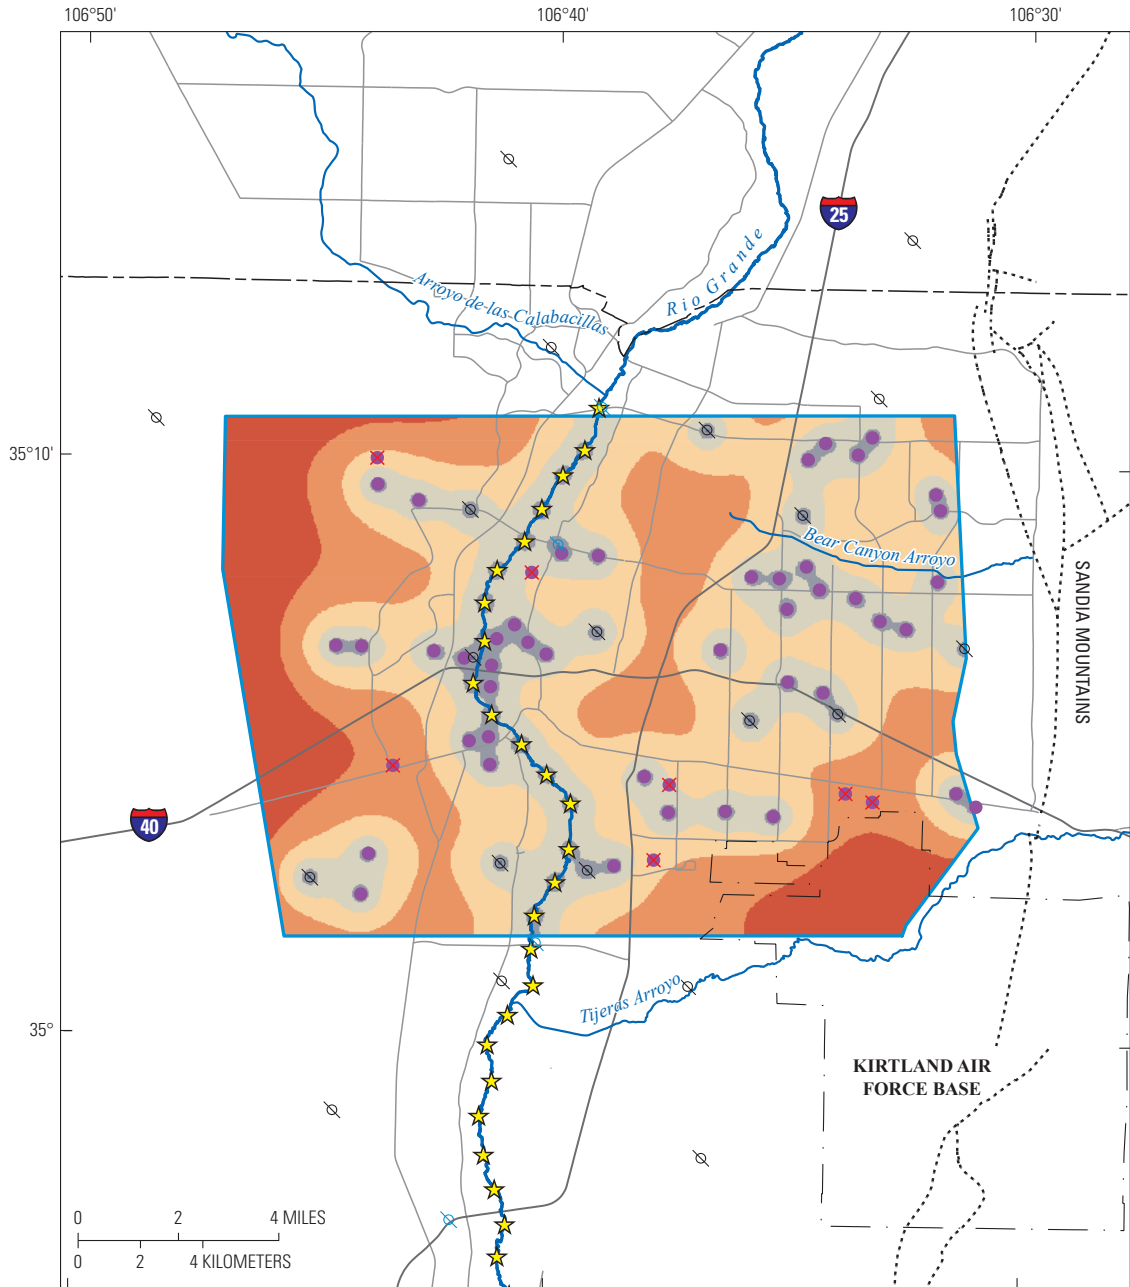 106°50'
106°40'
106°30'
25
Rio Grande
Arroyo-de-las-Calabacillas
35°10'
Bear Canyon Arroyo
SANDIA MOUNTAINS
40
Tijeras Arroyo
35°
KIRTLAND AIR
FORCE BASE
0 2 4 MILES
0 2 4 KILOMETERS